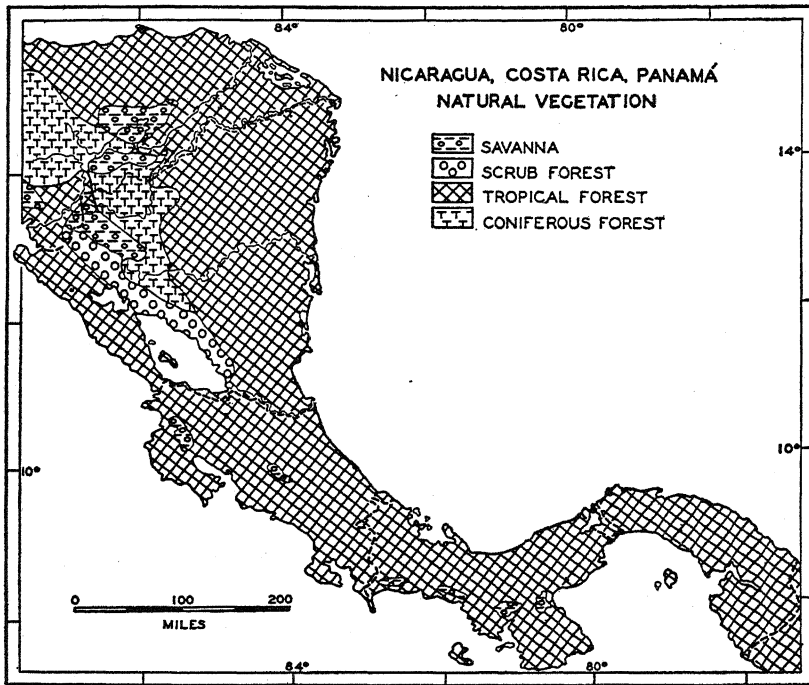 84°
80°
NICARAGUA, COSTA RICA, PANAMÁ
NATURAL VEGETATION
SAVANNA
SCRUB FOREST
TROPICAL FOREST
CONIFEROUS FOREST
14°
10°
10°
0 100 200
MILES
84°
80°